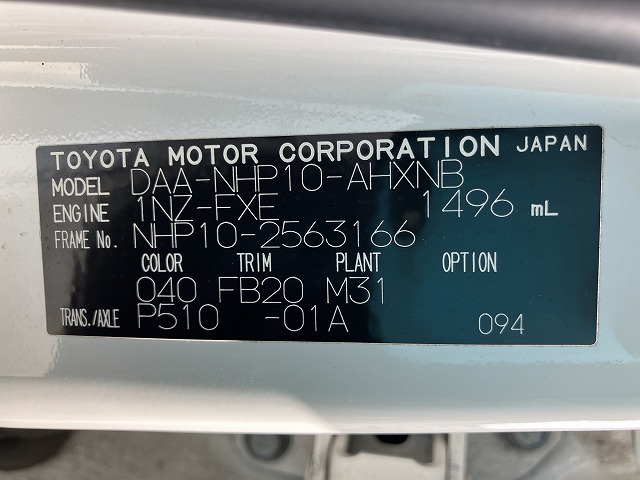 TOYOTA MOTOR CORPORATION JAPAN
MODEL DAA-NHP10-AHXNB
ENGINE 1NZ-FXE 1496 mL
FRAME No. NHP10-2563166
COLOR TRIM PLANT OPTION
040 FB20 M31
TRANS./AXLE P510 -01A 094